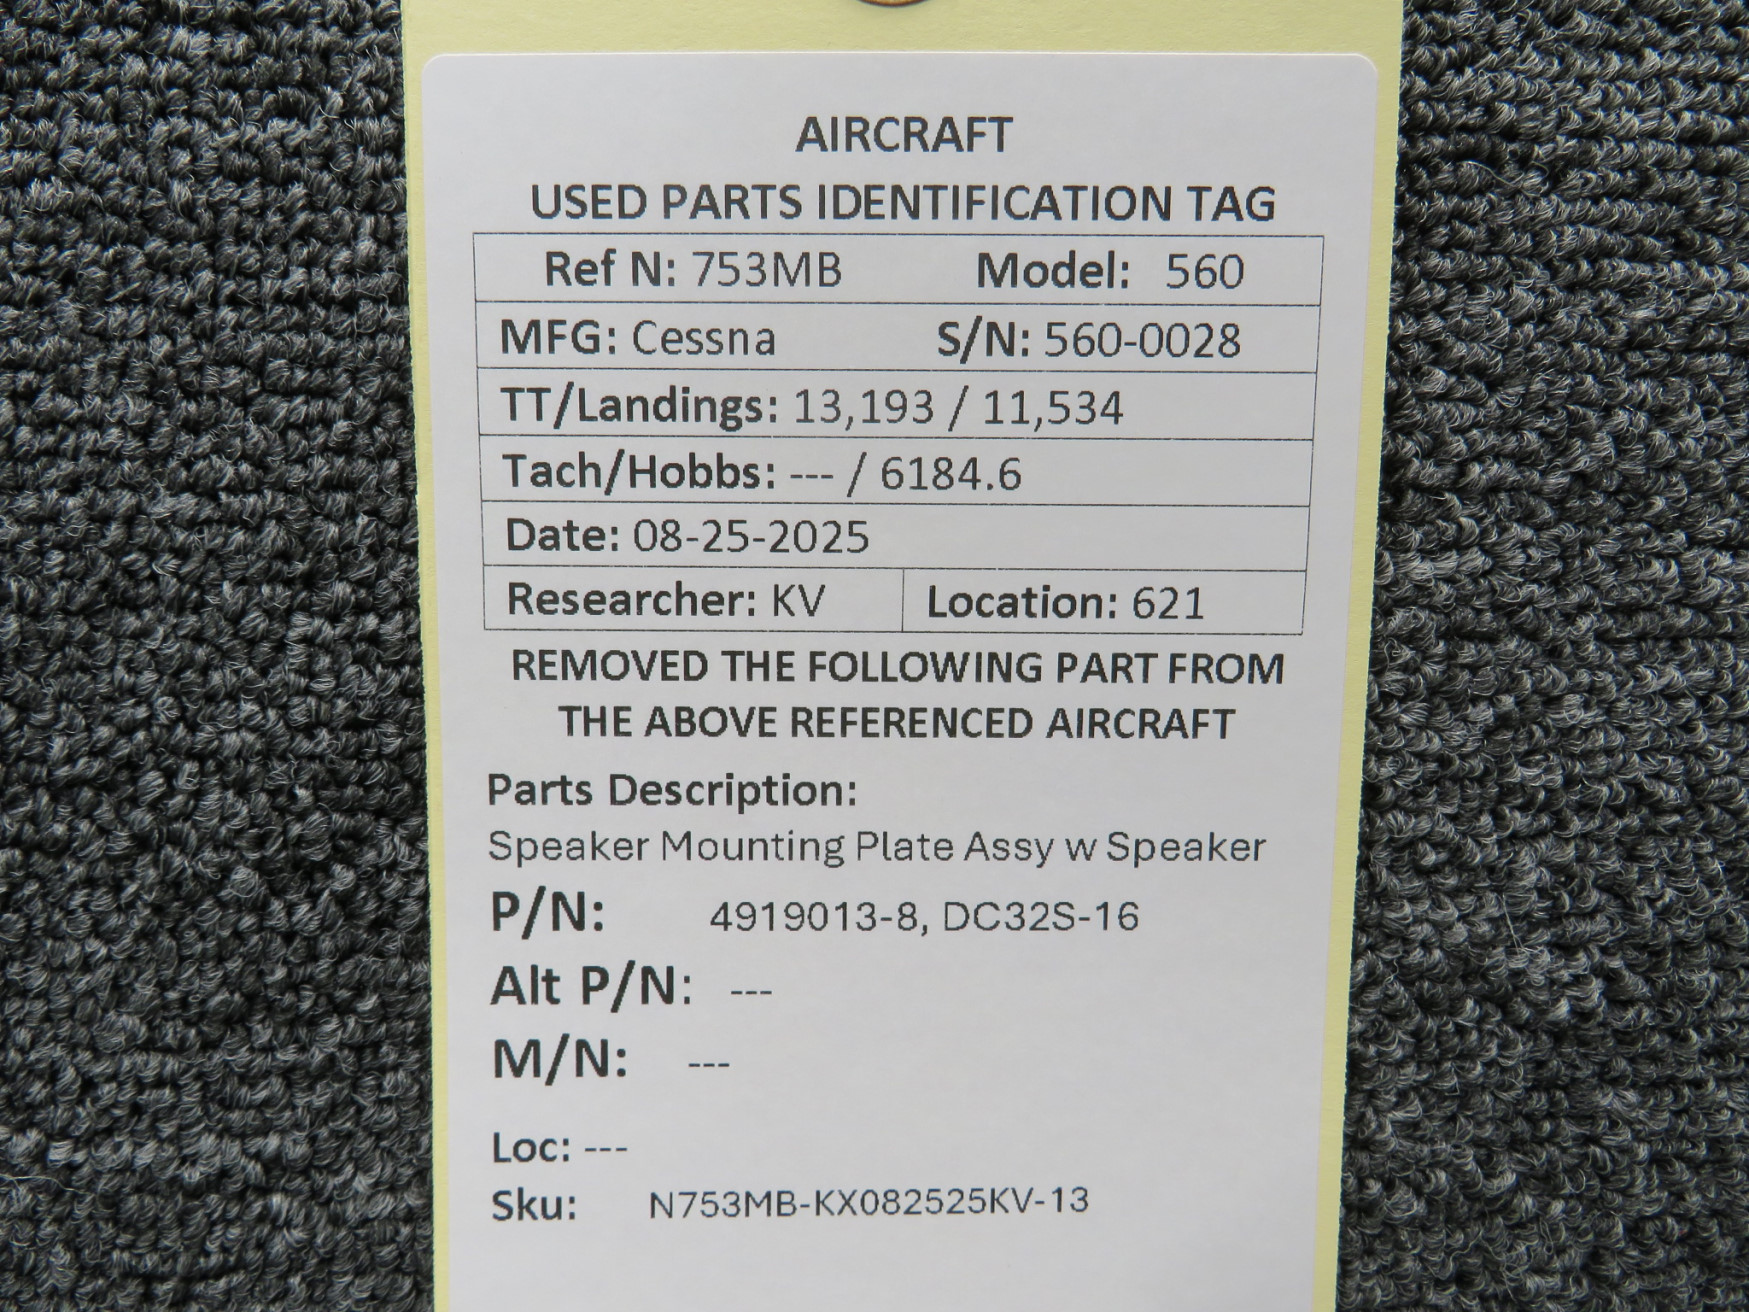 AIRCRAFT
USED PARTS IDENTIFICATION TAG
Ref N: 753MB Model: 560
MFG: Cessna S/N: 560-0028
TT/Landings: 13,193 / 11,534
Tach/Hobbs: --- / 6184.6
Date: 08-25-2025
Researcher: KV Location: 621
REMOVED THE FOLLOWING PART FROM
THE ABOVE REFERENCED AIRCRAFT
Parts Description:
Speaker Mounting Plate Assy w Speaker
P/N: 4919013-8, DC32S-16
Alt P/N: ---
M/N: ---
Loc: ---
Sku: N753MB-KX082525KV-13